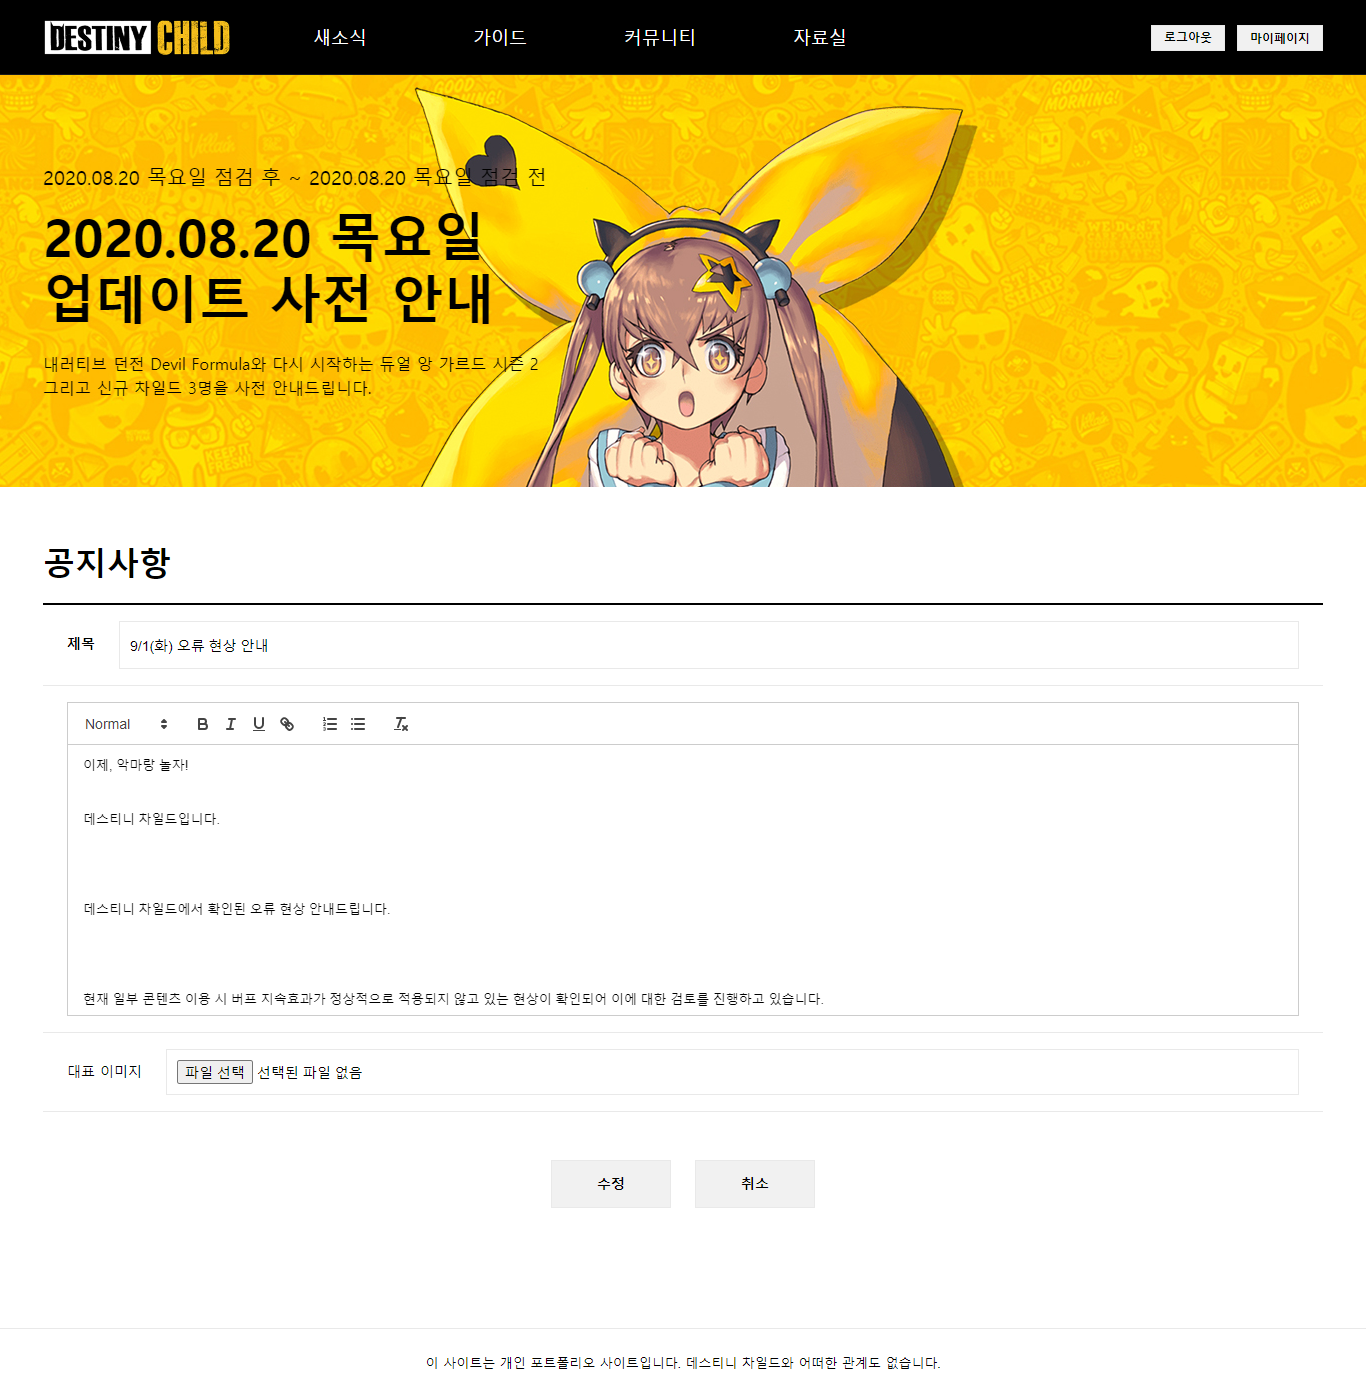 DESTINY CHILD
새소식
가이드
커뮤니티
자료실
로그아웃
마이페이지
2020.08.20 목요일 점검 후 ~ 2020.08.20 목요일 점검 전
2020.08.20 목요일
업데이트 사전 안내
내러티브 던전 Devil Formula와 다시 시작하는 듀얼 앙 가르드 시즌 2
그리고 신규 차일드 3명을 사전 안내드립니다.
GOOD MORNING!
KEEP IT FRESH!
공지사항
제목
9/1(화) 오류 현상 안내
Normal
이제, 악마랑 놀자!
데스티니 차일드입니다.
데스티니 차일드에서 확인된 오류 현상 안내드립니다.
현재 일부 콘텐츠 이용 시 버프 지속효과가 정상적으로 적용되지 않고 있는 현상이 확인되어 이에 대한 검토를 진행하고 있습니다.
대표 이미지
파일 선택 선택된 파일 없음
수정
취소
이 사이트는 개인 포트폴리오 사이트입니다. 데스티니 차일드와 어떠한 관계도 없습니다.